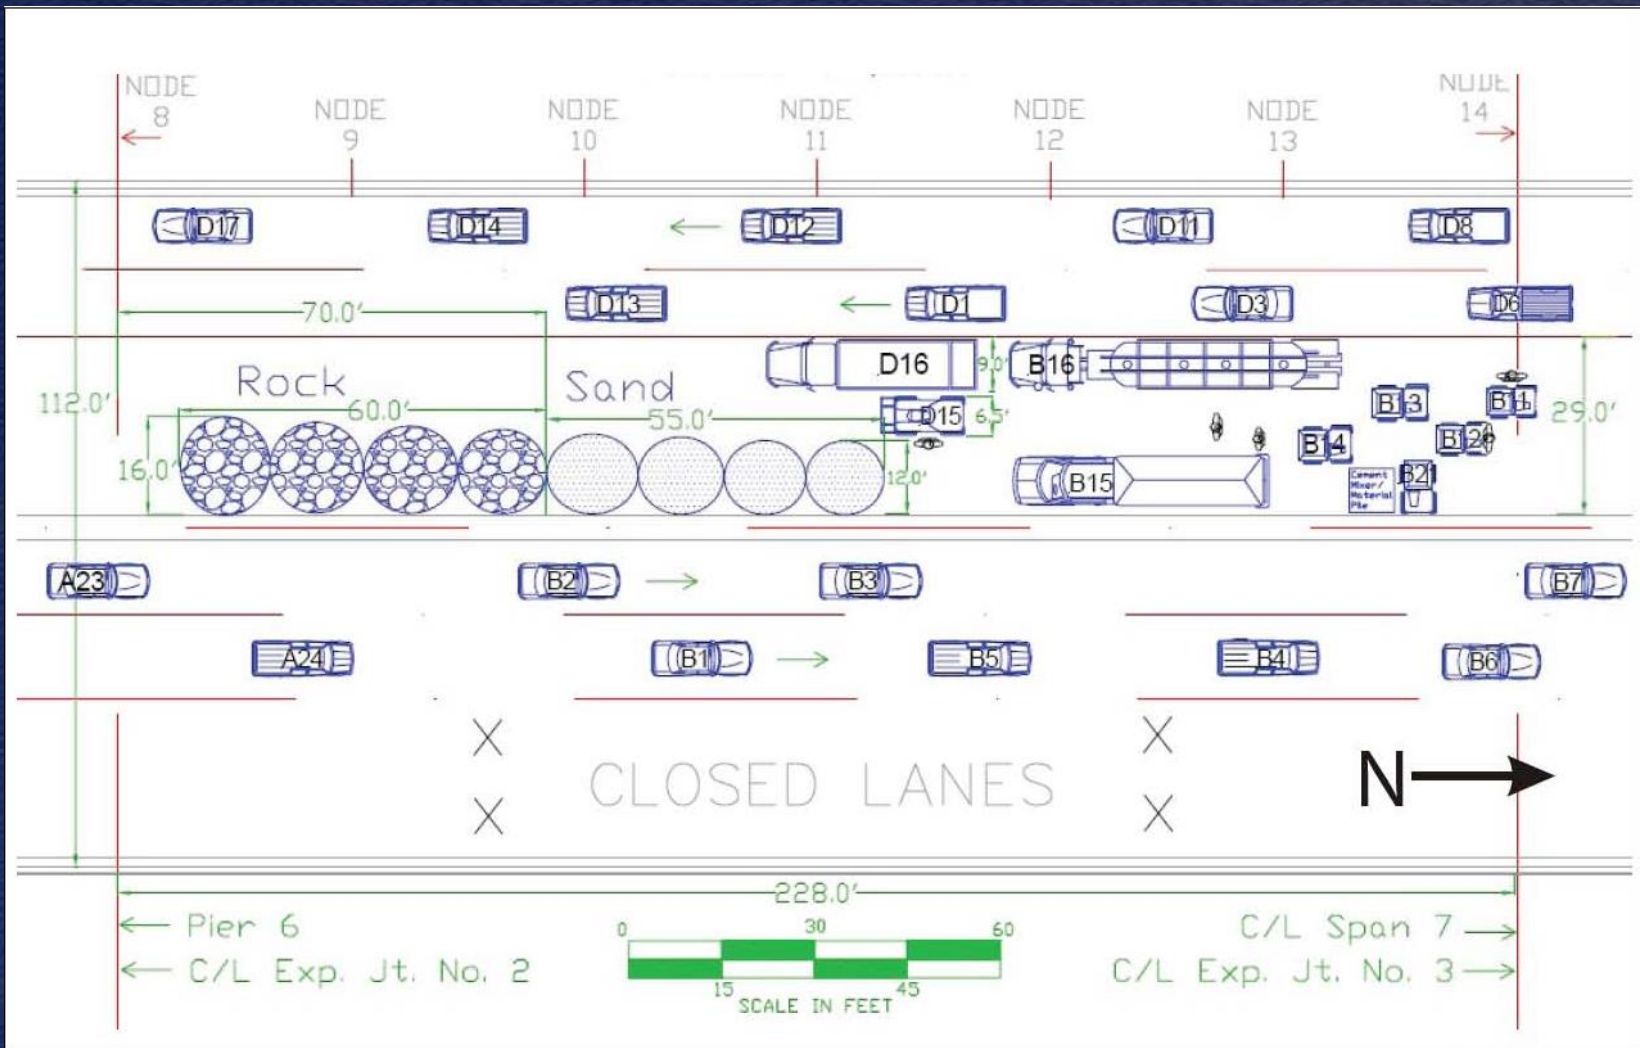 NODE
8
NODE
9
NODE
10
NODE
11
NODE
12
NODE
13
NODE
14
D17
D14
D12
D11
D8
D13
D1
D3
D6
70.0'
Rock
Sand
D16
9.0'
B16
112.0'
60.0'
55.0'
D15
6.5'
B13
B11
29.0'
B14
B12
16.0'
12.0'
B15
Cement
Mixer/
Material
Pile
B21
A23
B2
B3
B7
A24
B1
B5
B4
B6
X
X
CLOSED LANES
N
X
X
228.0'
Pier 6
C/L Exp. Jt. No. 2
0
30
60
15
45
SCALE IN FEET
C/L Span 7
C/L Exp. Jt. No. 3